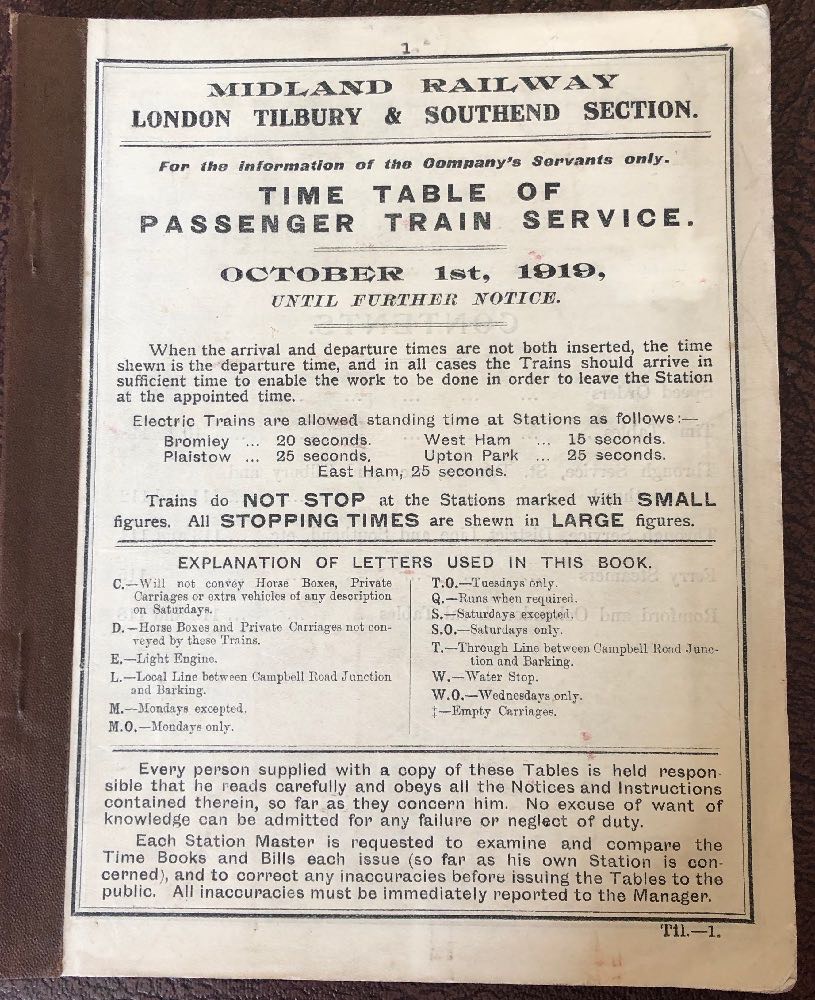 1
MIDLAND RAILWAY
LONDON TILBURY & SOUTHEND SECTION.
For the information of the Company's Servants only.
TIME TABLE OF
PASSENGER TRAIN SERVICE.
OCTOBER 1st, 1919,
UNTIL FURTHER NOTICE.
When the arrival and departure times are not both inserted, the time
shewn is the departure time, and in all cases the Trains should arrive in
sufficient time to enable the work to be done in order to leave the Station
at the appointed time.
Electric Trains are allowed standing time at Stations as follows:—
Bromley ... 20 seconds. West Ham ... 15 seconds.
Plaistow ... 25 seconds. Upton Park ... 25 seconds.
East Ham, 25 seconds.
Trains do NOT STOP at the Stations marked with SMALL
figures. All STOPPING TIMES are shewn in LARGE figures.
EXPLANATION OF LETTERS USED IN THIS BOOK.
C.—Will not convey Horse Boxes, Private
Carriages or extra vehicles of any description
on Saturdays.
D.—Horse Boxes and Private Carriages not con-
veyed by these Trains.
E.—Light Engine.
L.—Local Line between Campbell Road Junction
and Barking.
M.—Mondays excepted.
M.O.—Mondays only.
T.O.—Tuesdays only.
Q.—Runs when required.
S.—Saturdays excepted.
S.O.—Saturdays only.
T.—Through Line between Campbell Road Junc-
tion and Barking.
W.—Water Stop.
W.O.—Wednesdays only.
‡—Empty Carriages.
Every person supplied with a copy of these Tables is held respon-
sible that he reads carefully and obeys all the Notices and Instructions
contained therein, so far as they concern him. No excuse of want of
knowledge can be admitted for any failure or neglect of duty.
Each Station Master is requested to examine and compare the
Time Books and Bills each issue (so far as his own Station is con-
cerned), and to correct any inaccuracies before issuing the Tables to the
public. All inaccuracies must be immediately reported to the Manager.
Til.—1.